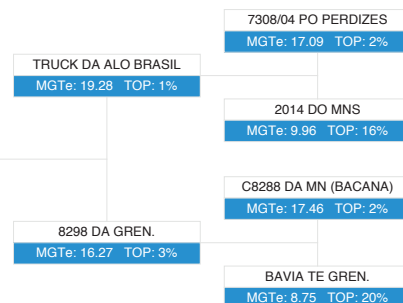 7308/04 PO PERDIZES
MGTe: 17.09 TOP: 2%
TRUCK DA ALO BRASIL
MGTe: 19.28 TOP: 1%
2014 DO MNS
MGTe: 9.96 TOP: 16%
C8288 DA MN (BACANA)
MGTe: 17.46 TOP: 2%
8298 DA GREN.
MGTe: 16.27 TOP: 3%
BAVIA TE GREN.
MGTe: 8.75 TOP: 20%